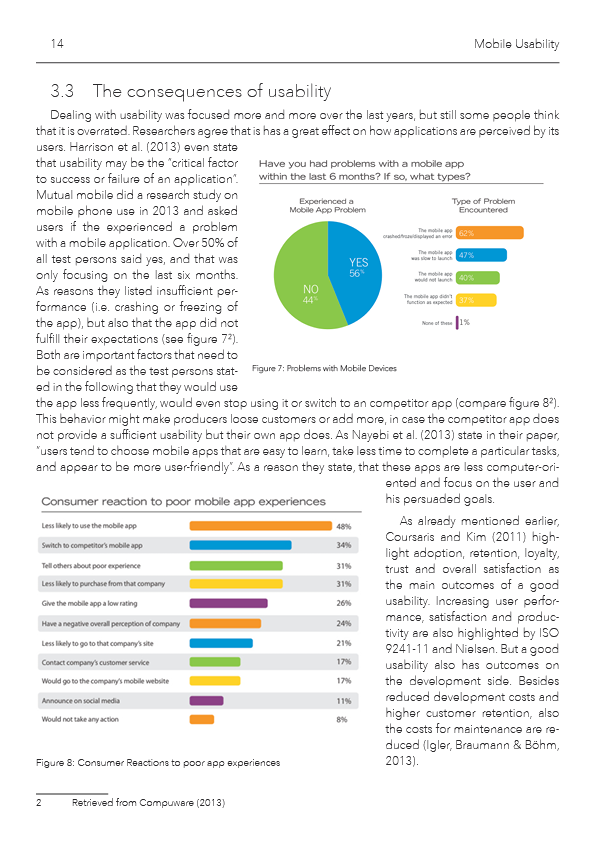 14
Mobile Usability
3.3 The consequences of usability
Dealing with usability was focused more and more over the last years, but still some people think
that it is overrated. Researchers agree that is has a great effect on how applications are perceived by its
users. Harrison et al. (2013) even state
that usability may be the “critical factor
to success or failure of an application”.
Mutual mobile did a research study on
mobile phone use in 2013 and asked
users if the experienced a problem
with a mobile application. Over 50% of
all test persons said yes, and that was
only focusing on the last six months.
As reasons they listed insufficient per-
formance (i.e. crashing or freezing of
the app), but also that the app did not
fulfill their expectations (see figure 7²).
Both are important factors that need to
be considered as the test persons stat-
ed in the following that they would use
Have you had problems with a mobile app
within the last 6 months? If so, what types?
Experienced a
Mobile App Problem
YES
56%
NO
44%
Type of Problem
Encountered
The mobile app
crashed/froze/displayed an error
62%
The mobile app
was slow to launch
47%
The mobile app
would not launch
40%
The mobile app didn't
function as expected
37%
None of these
1%
Figure 7: Problems with Mobile Devices
the app less frequently, would even stop using it or switch to an competitor app (compare figure 8²).
This behavior might make producers loose customers or add more, in case the competitor app does
not provide a sufficient usability but their own app does. As Nayebi et al. (2013) state in their paper,
“users tend to choose mobile apps that are easy to learn, take less time to complete a particular tasks,
and appear to be more user-friendly”. As a reason they state, that these apps are less computer-ori-
ented and focus on the user and
his persuaded goals.
As already mentioned earlier,
Coursaris and Kim (2011) high-
light adoption, retention, loyalty,
trust and overall satisfaction as
the main outcomes of a good
usability. Increasing user perfor-
mance, satisfaction and produc-
tivity are also highlighted by ISO
9241-11 and Nielsen. But a good
usability also has outcomes on
the development side. Besides
reduced development costs and
higher customer retention, also
the costs for maintenance are re-
duced (Igler, Braumann & Böhm,
2013).
Consumer reaction to poor mobile app experiences
Less likely to use the mobile app 48%
Switch to competitor's mobile app 34%
Tell others about poor experience 31%
Less likely to purchase from that company 31%
Give the mobile app a low rating 26%
Have a negative overall perception of company 24%
Less likely to go to that company's site 21%
Contact company's customer service 17%
Would go to the company's mobile website 17%
Announce on social media 11%
Would not take any action 8%
Figure 8: Consumer Reactions to poor app experiences
2 Retrieved from Compuware (2013)